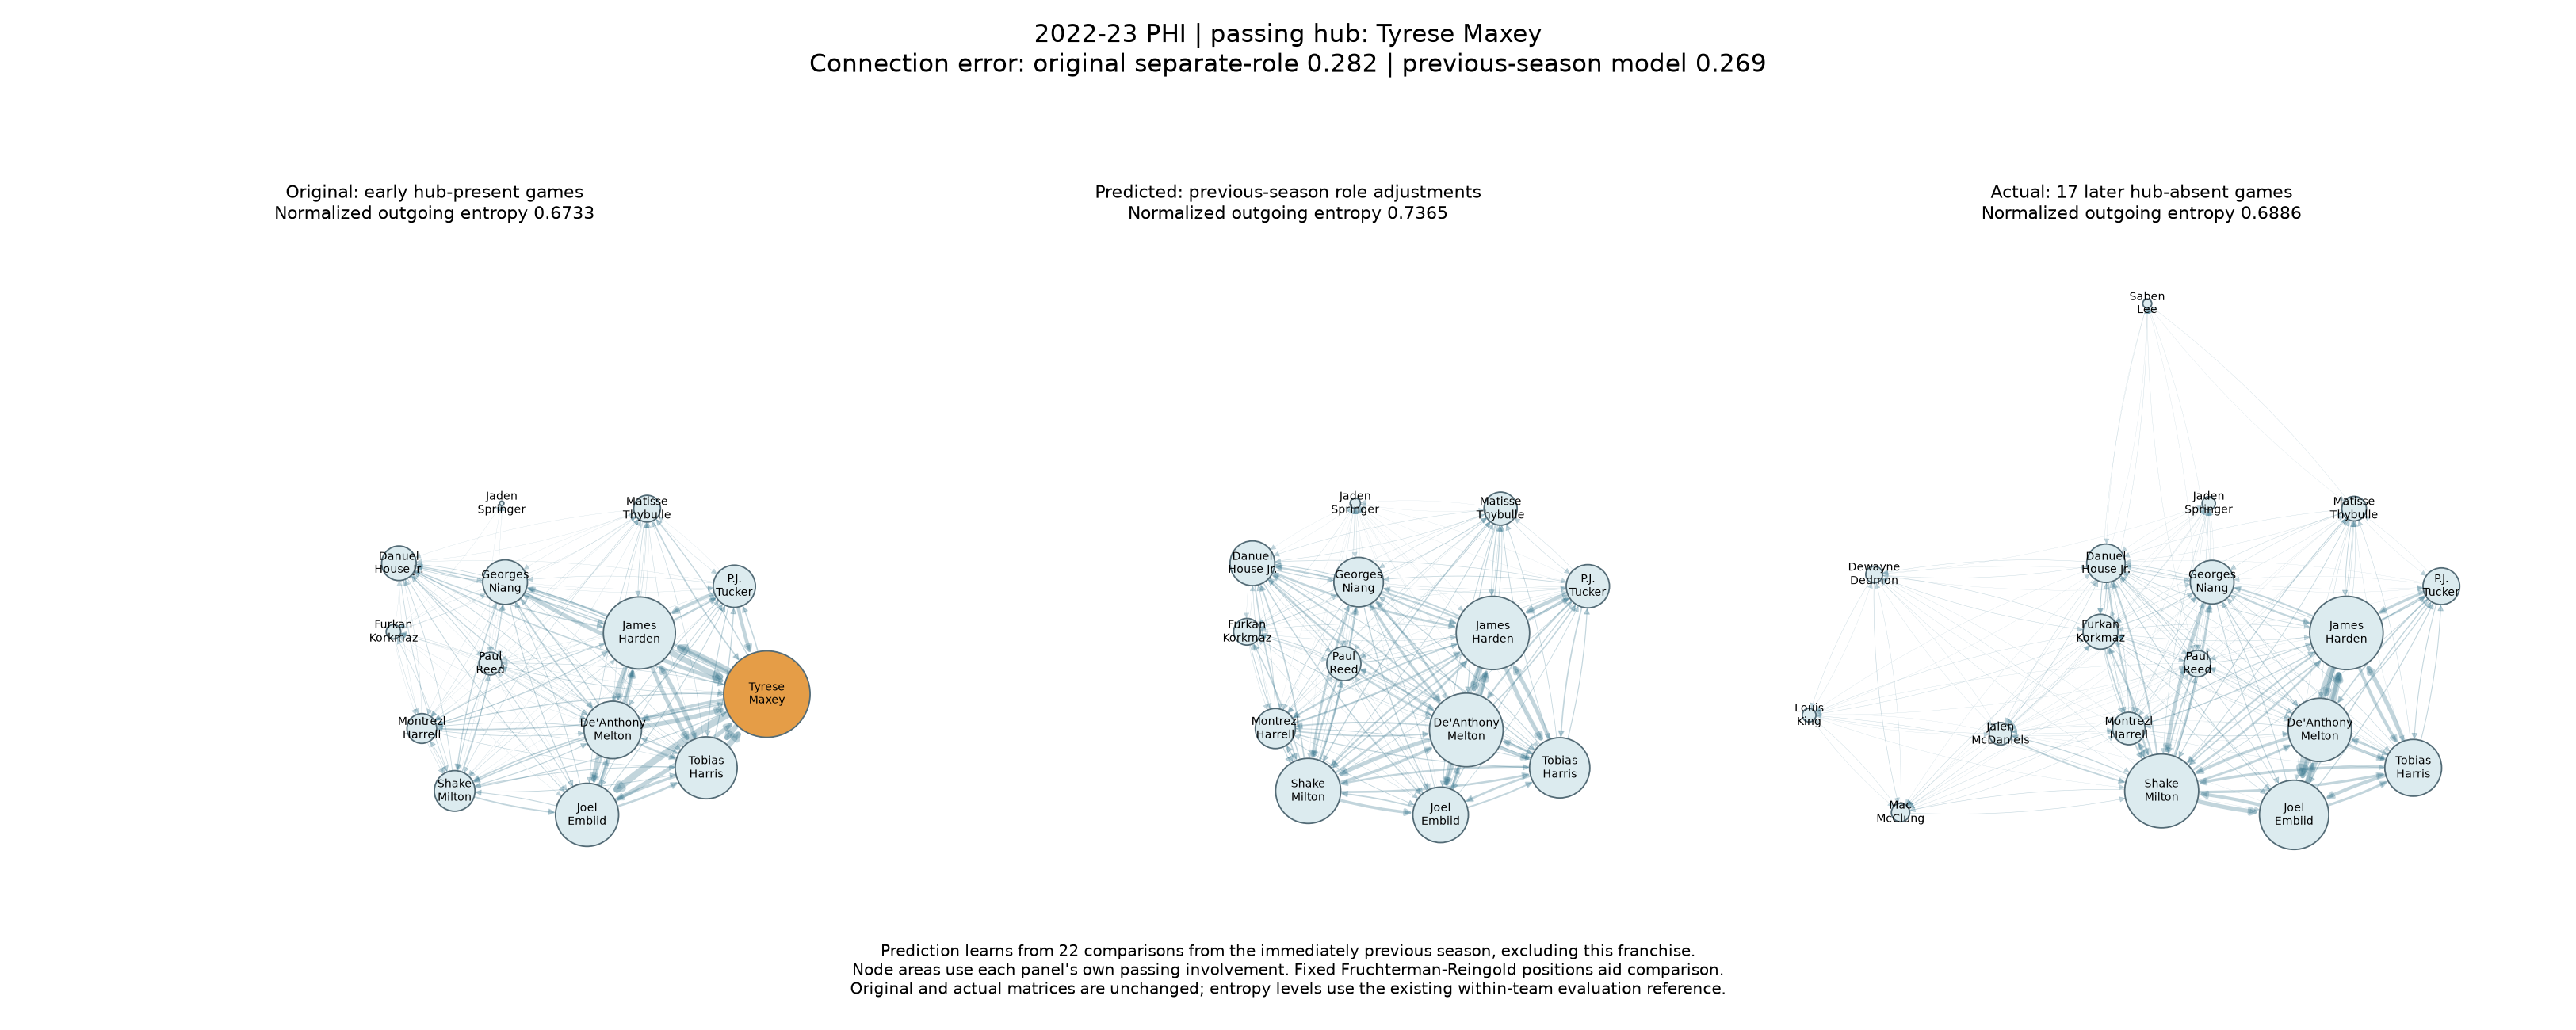 2022-23 PHI | passing hub: Tyrese Maxey
Connection error: original separate-role 0.282 | previous-season model 0.269
Original: early hub-present games
Normalized outgoing entropy 0.6733
Jaden
Springer
Matisse
Thybulle
Danuel
House Jr.
Georges
Niang
P.J.
Tucker
Furkan
Korkmaz
James
Harden
Paul
Reed
Tyrese
Maxey
Montrezl
Harrell
De'Anthony
Melton
Tobias
Harris
Shake
Milton
Joel
Embiid
Predicted: previous-season role adjustments
Normalized outgoing entropy 0.7365
Jaden
Springer
Matisse
Thybulle
Danuel
House Jr.
Georges
Niang
P.J.
Tucker
Furkan
Korkmaz
James
Harden
Paul
Reed
Montrezl
Harrell
De'Anthony
Melton
Tobias
Harris
Shake
Milton
Joel
Embiid
Actual: 17 later hub-absent games
Normalized outgoing entropy 0.6886
Saben
Lee
Jaden
Springer
Matisse
Thybulle
Dewayne
Dedmon
Danuel
House Jr.
Georges
Niang
P.J.
Tucker
Furkan
Korkmaz
James
Harden
Paul
Reed
Louis
King
Jalen
McDaniels
Montrezl
Harrell
De'Anthony
Melton
Tobias
Harris
Shake
Milton
Mac
McClung
Joel
Embiid
Prediction learns from 22 comparisons from the immediately previous season, excluding this franchise.
Node areas use each panel's own passing involvement. Fixed Fruchterman-Reingold positions aid comparison.
Original and actual matrices are unchanged; entropy levels use the existing within-team evaluation reference.